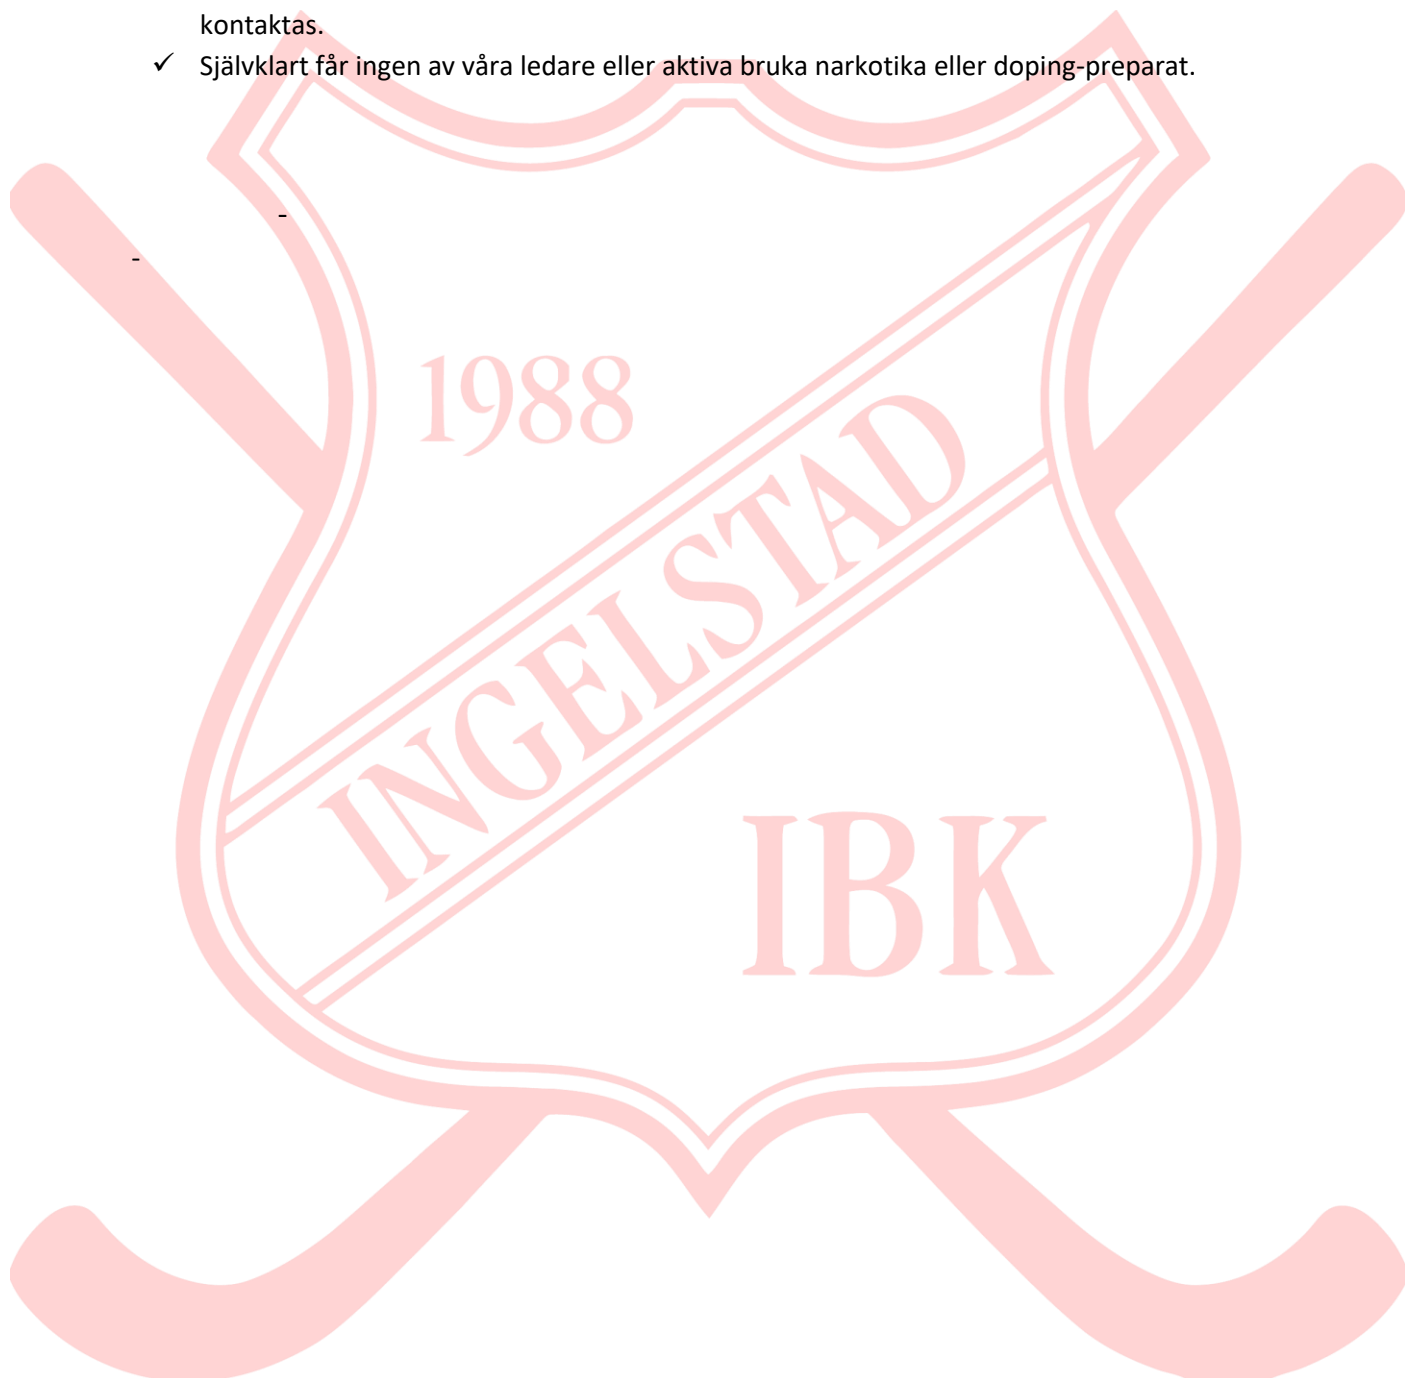 kontaktas.
✓ Självklart får ingen av våra ledare eller aktiva bruka narkotika eller doping-preparat.
-
-
1988
INGELSTAD
IBK